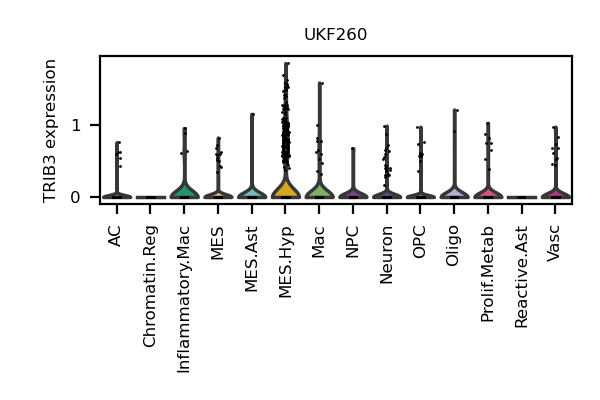 UKF260
TRIB3 expression
1
0
AC
Chromatin.Reg
Inflammatory.Mac
MES
MES.Ast
MES.Hyp
Mac
NPC
Neuron
OPC
Oligo
Prolif.Metab
Reactive.Ast
Vasc